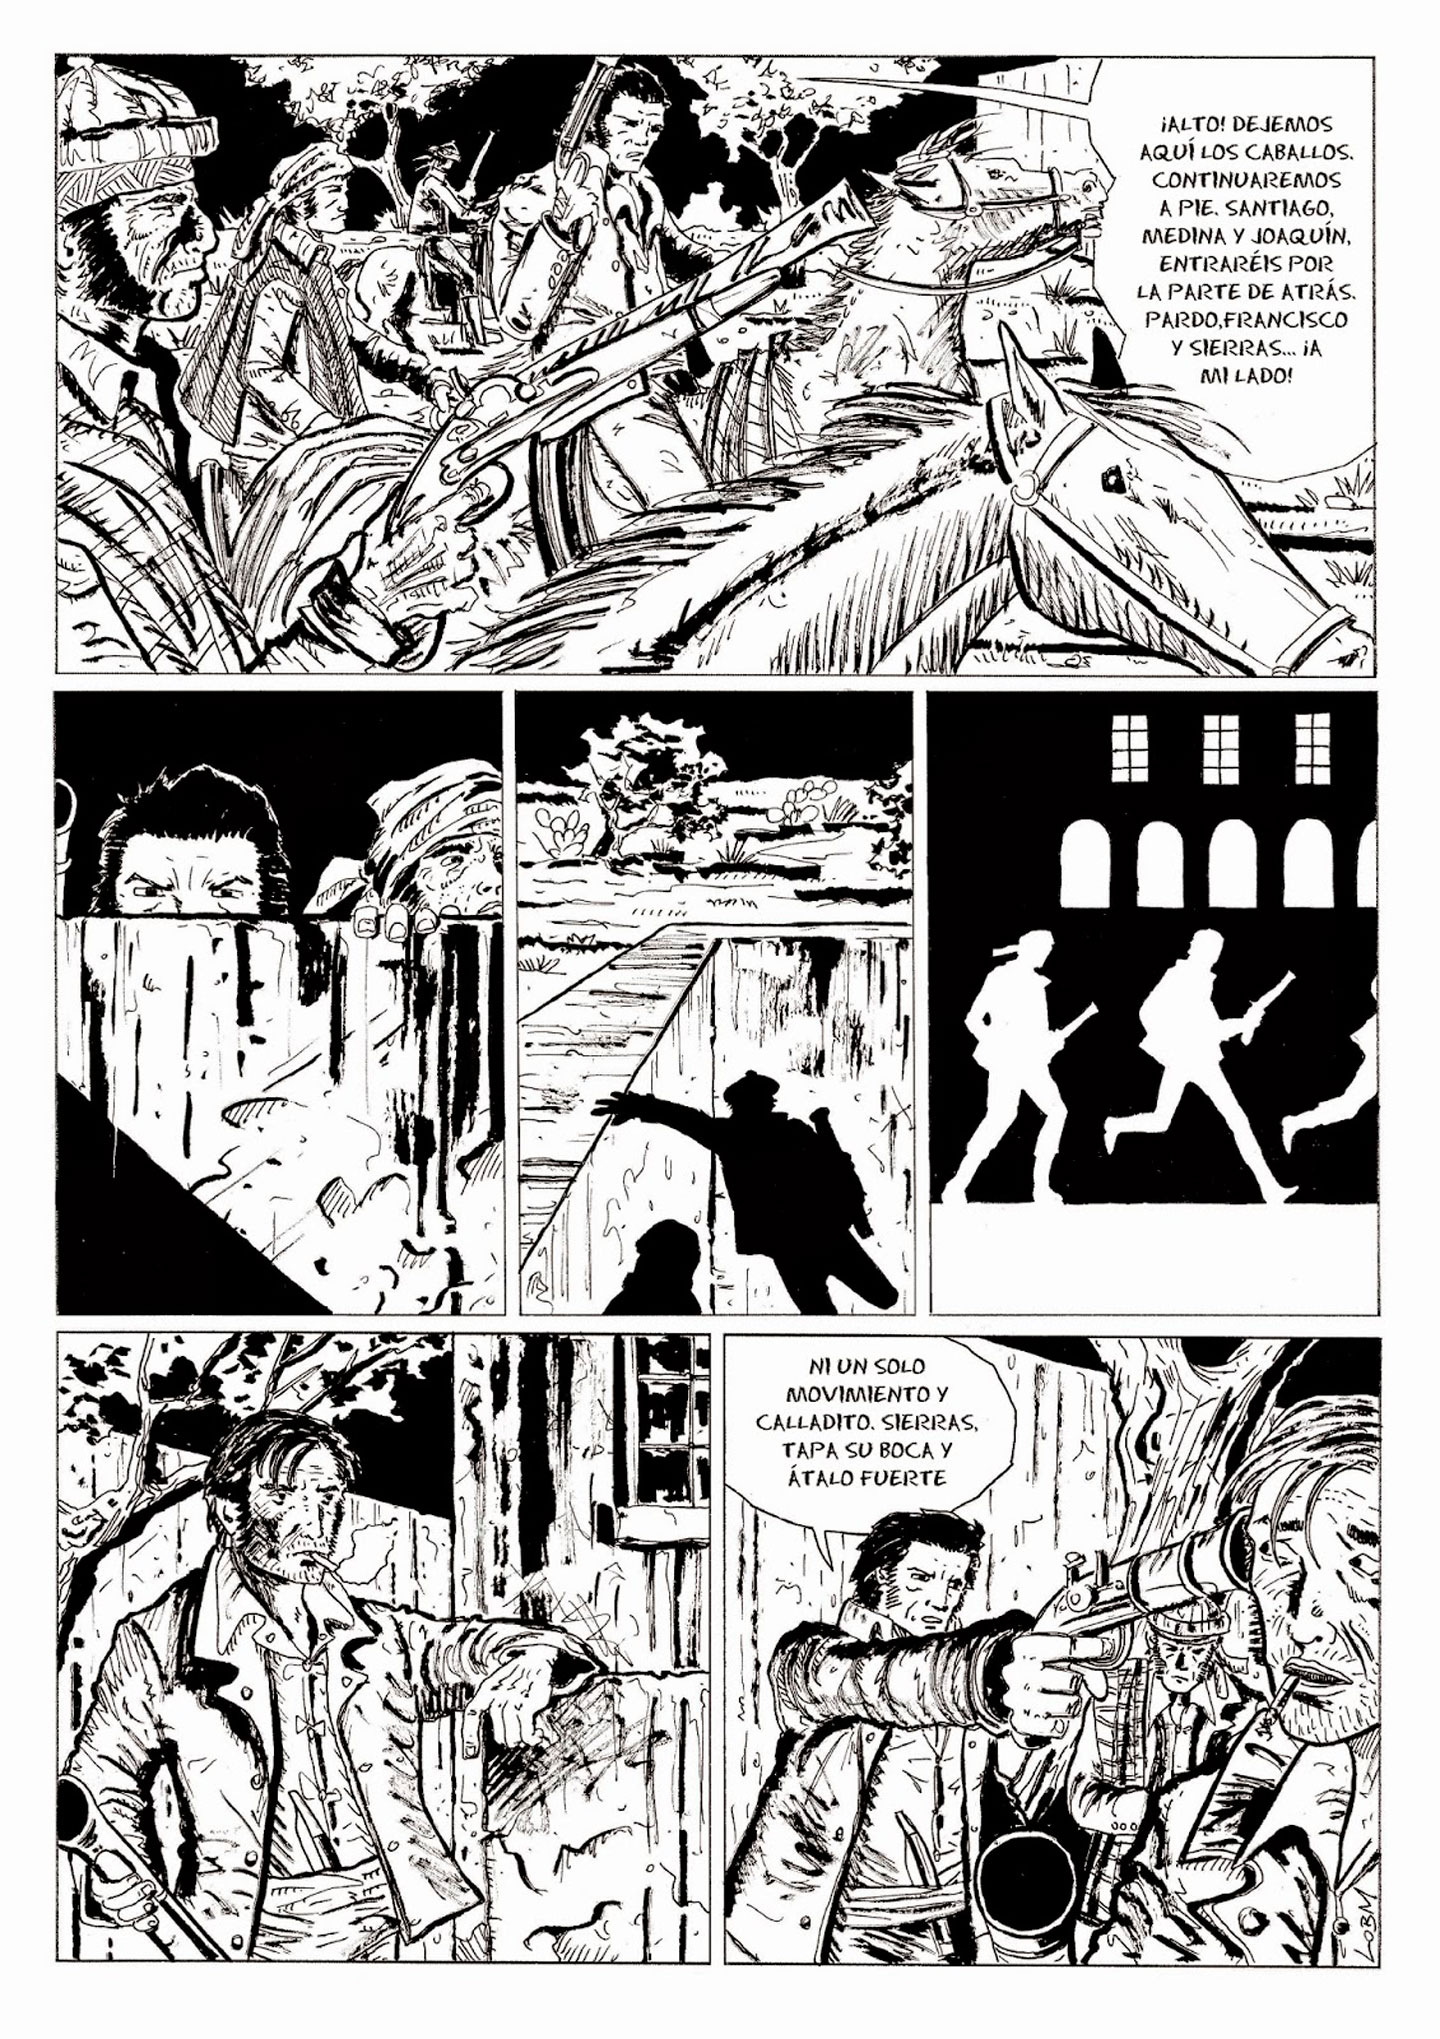 ¡ALTO! DEJEMOS
AQUÍ LOS CABALLOS.
CONTINUAREMOS
A PIE. SANTIAGO,
MEDINA Y JOAQUÍN,
ENTRARÉIS POR
LA PARTE DE ATRÁS.
PARDO,FRANCISCO
Y SIERRAS... ¡A
MI LADO!
NI UN SOLO
MOVIMIENTO Y
CALLADITO. SIERRAS,
TAPA SU BOCA Y
ÁTALO FUERTE